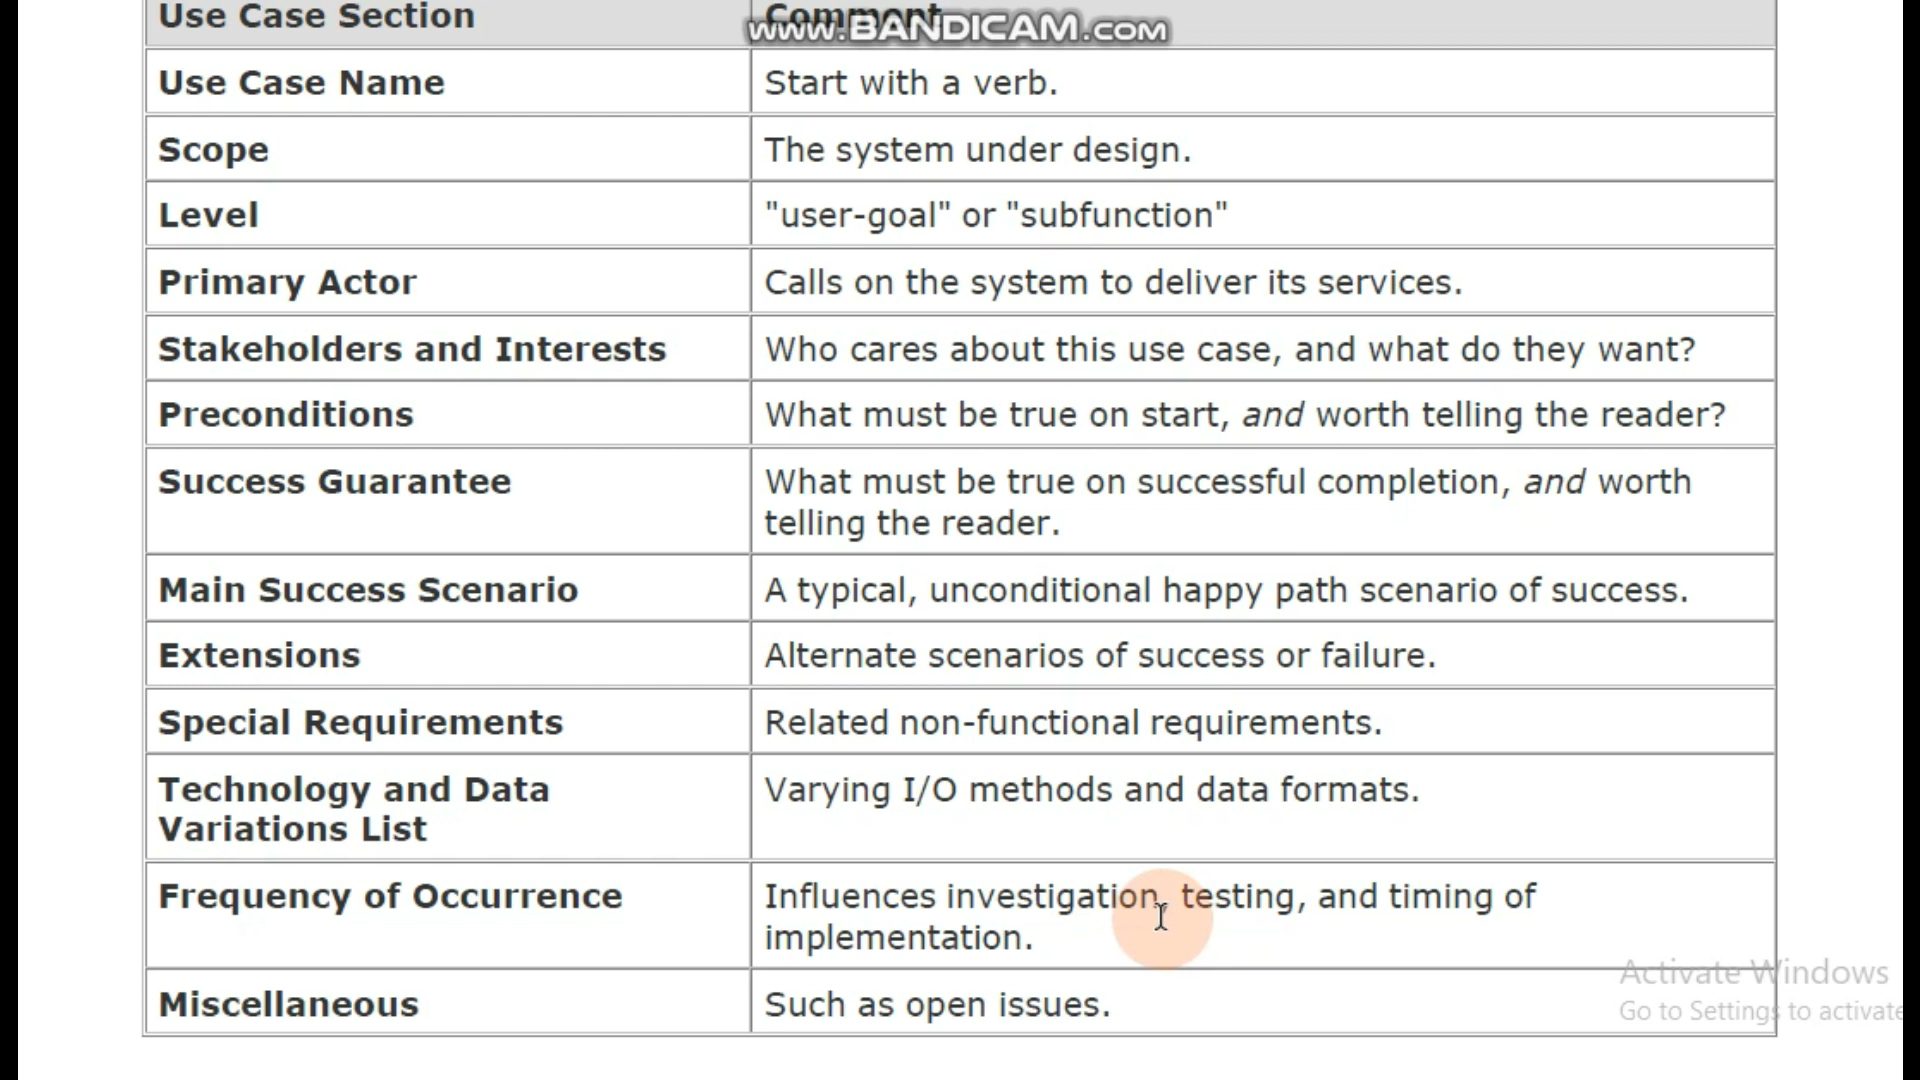 Use Case Section
Comment
www.BANDICAM.com
Use Case Name
Start with a verb.
Scope
The system under design.
Level
"user-goal" or "subfunction"
Primary Actor
Calls on the system to deliver its services.
Stakeholders and Interests
Who cares about this use case, and what do they want?
Preconditions
What must be true on start, and worth telling the reader?
Success Guarantee
What must be true on successful completion, and worth
telling the reader.
Main Success Scenario
A typical, unconditional happy path scenario of success.
Extensions
Alternate scenarios of success or failure.
Special Requirements
Related non-functional requirements.
Technology and Data
Variations List
Varying I/O methods and data formats.
Frequency of Occurrence
Influences investigation, testing, and timing of
implementation.
Miscellaneous
Such as open issues.
Activate Windows
Go to Settings to activate